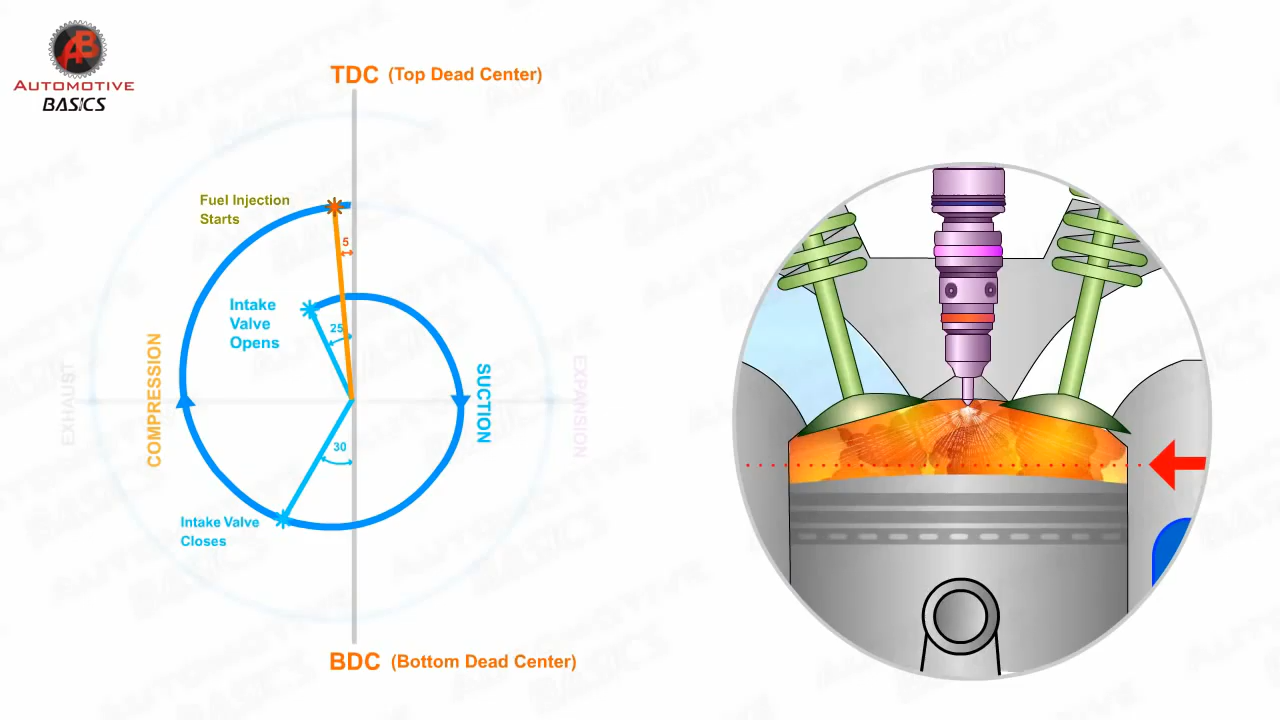 AB
AUTOMOTIVE
BASICS
TDC (Top Dead Center)
Fuel Injection
Starts
5
Intake
Valve
Opens
25
EXHAUST
COMPRESSION
SUCTION
EXPANSION
30
Intake Valve
Closes
BDC (Bottom Dead Center)